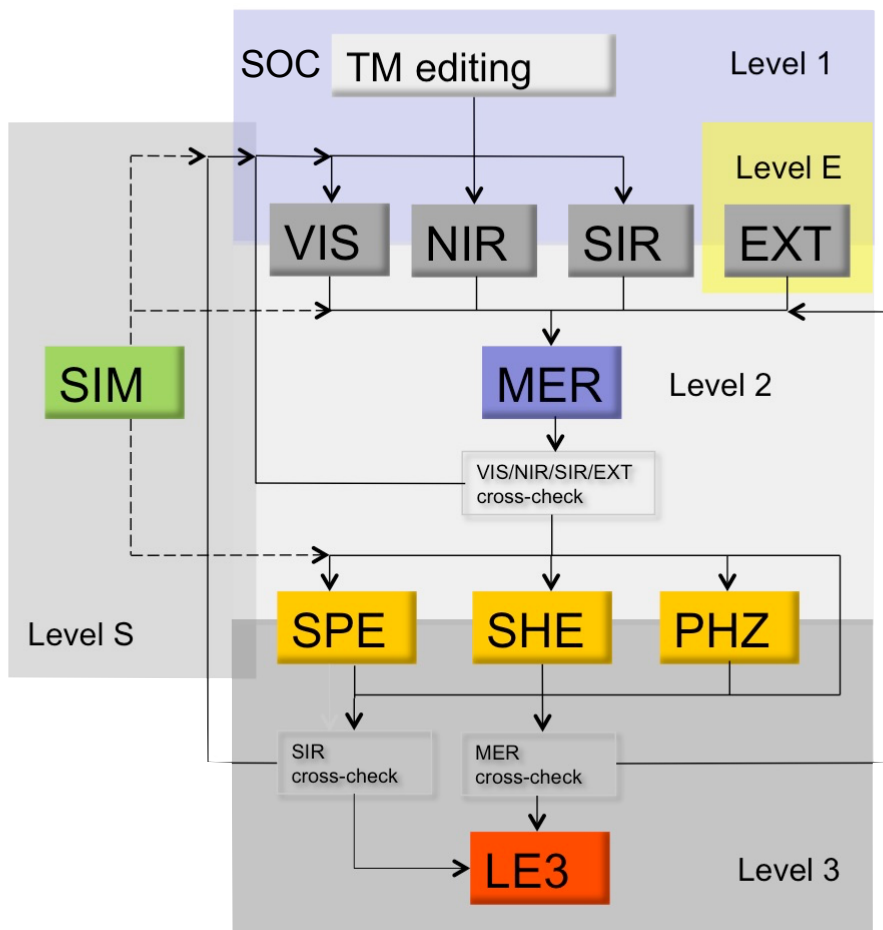 SOC
TM editing
Level 1
Level E
VIS
NIR
SIR
EXT
SIM
MER
Level 2
VIS/NIR/SIR/EXT
cross-check
SPE
SHE
PHZ
Level S
SIR
cross-check
MER
cross-check
LE3
Level 3